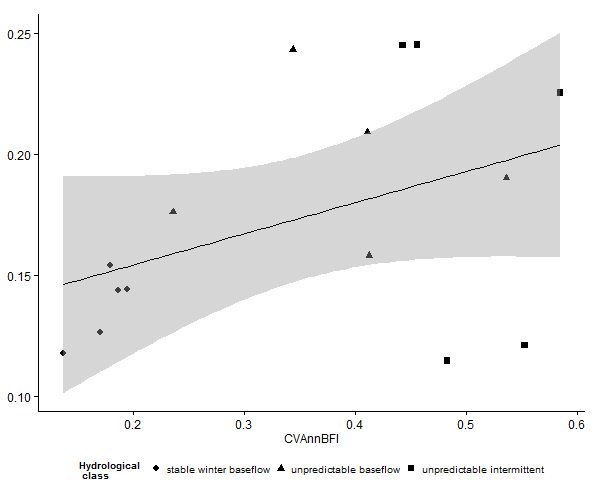 0.25
0.20
0.15
0.10
0.2 0.3 0.4 0.5 0.6
CVAnnBFI
Hydrological
class
stable winter baseflow unpredictable baseflow unpredictable intermittent